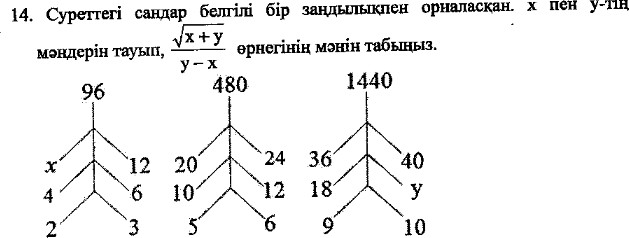 14. Суреттегі сандар белгілі бір заңдылықпен орналасқан. x пен y-тің
мәндерін тауып, √(x + y) / (y − x) өрнегінің мәнін табыңыз.
96 480 1440
x 12 20 24 36 40
4 6 10 12 18 y
2 3 5 6 9 10